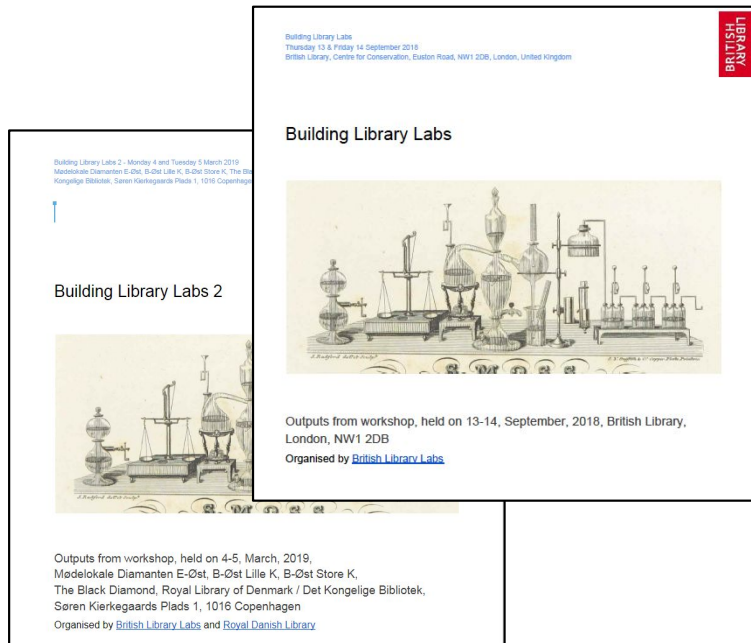 Building Library Labs
Thursday 13 & Friday 14 September 2018
British Library, Centre for Conservation, Euston Road, NW1 2DB, London, United Kingdom
BRITISH
LIBRARY
Building Library Labs
Outputs from workshop, held on 13-14, September, 2018, British Library,
London, NW1 2DB
Organised by British Library Labs
Building Library Labs 2 - Monday 4 and Tuesday 5 March 2019
Mødelokale Diamanten E-Øst, B-Øst Lille K, B-Øst Store K, The
Kongelige Bibliotek, Søren Kierkegaards Plads 1, 1016
Building Library Labs 2
S. MOSS
Outputs from workshop, held on 4-5, March, 2019,
Mødelokale Diamanten E-Øst, B-Øst Lille K, B-Øst Store K,
The Black Diamond, Royal Library of Denmark / Det Kongelige Bibliotek,
Søren Kierkegaards Plads 1, 1016 Copenhagen
Organised by British Library Labs and Royal Danish Library